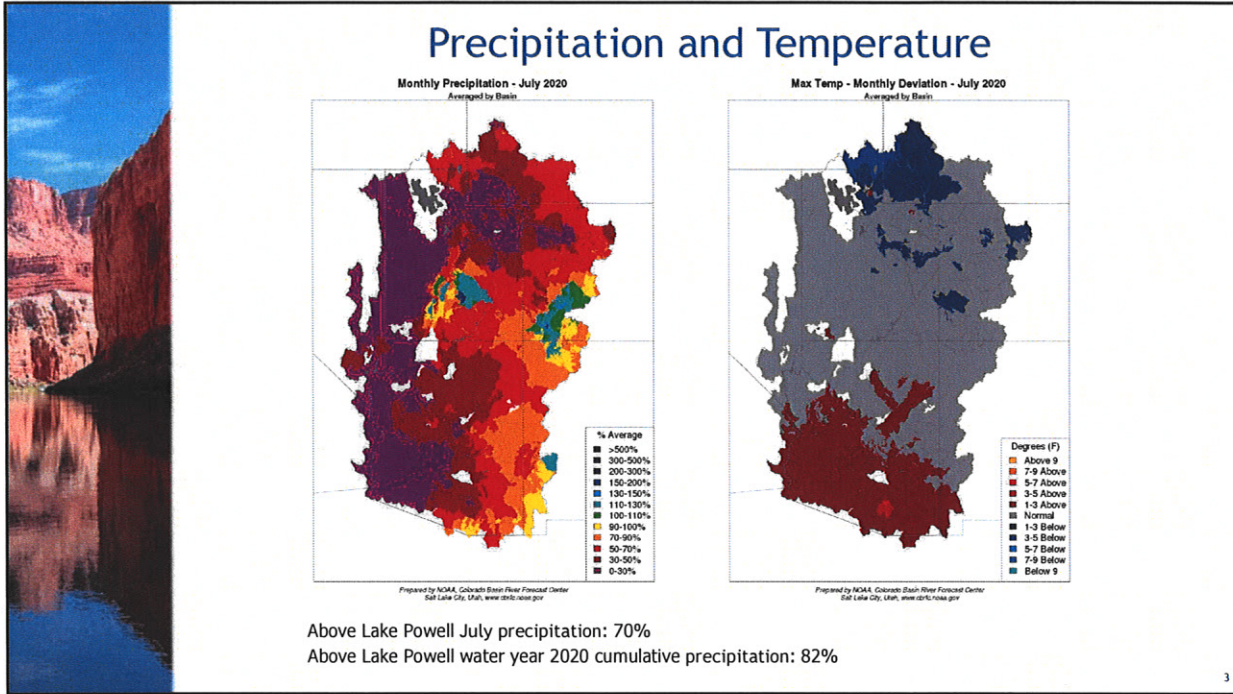 Precipitation and Temperature
Monthly Precipitation - July 2020
Averaged by Basin
% Average
>500%
300-500%
200-300%
150-200%
130-150%
110-130%
100-110%
90-100%
70-90%
50-70%
30-50%
0-30%
Prepared by NOAA, Colorado Basin River Forecast Center
Salt Lake City, Utah, www.cbrfc.noaa.gov
Max Temp - Monthly Deviation - July 2020
Averaged by Basin
Degrees (F)
Above 9
7-9 Above
5-7 Above
3-5 Above
1-3 Above
Normal
1-3 Below
3-5 Below
5-7 Below
7-9 Below
Below 9
Prepared by NOAA, Colorado Basin River Forecast Center
Salt Lake City, Utah, www.cbrfc.noaa.gov
Above Lake Powell July precipitation: 70%
Above Lake Powell water year 2020 cumulative precipitation: 82%
3